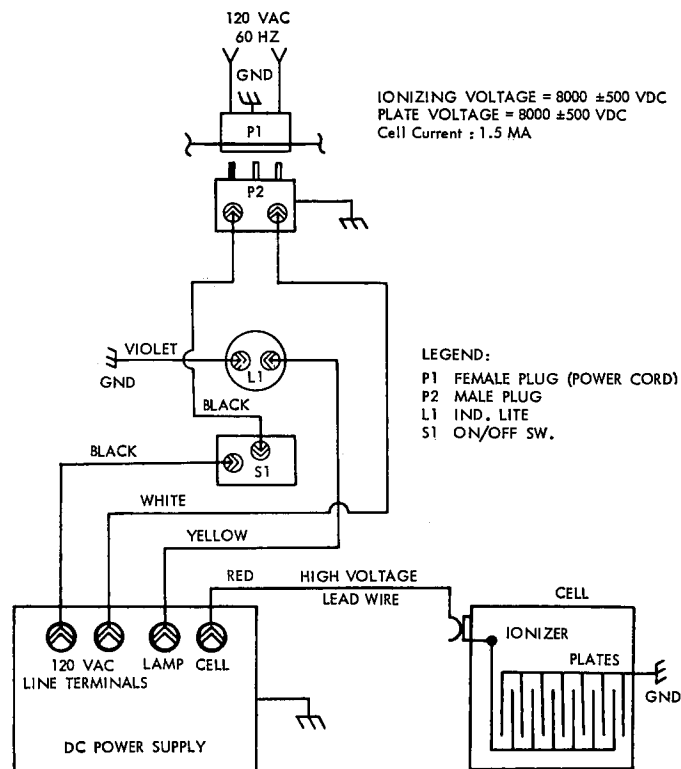 120 VAC
60 HZ
GND
P1
IONIZING VOLTAGE = 8000 ±500 VDC
PLATE VOLTAGE = 8000 ±500 VDC
Cell Current : 1.5 MA
P2
VIOLET
GND
L1
BLACK
LEGEND:
P1 FEMALE PLUG (POWER CORD)
P2 MALE PLUG
L1 IND. LITE
S1 ON/OFF SW.
BLACK
S1
WHITE
YELLOW
RED
HIGH VOLTAGE
LEAD WIRE
CELL
IONIZER
PLATES
GND
120 VAC
LINE TERMINALS
LAMP
CELL
DC POWER SUPPLY